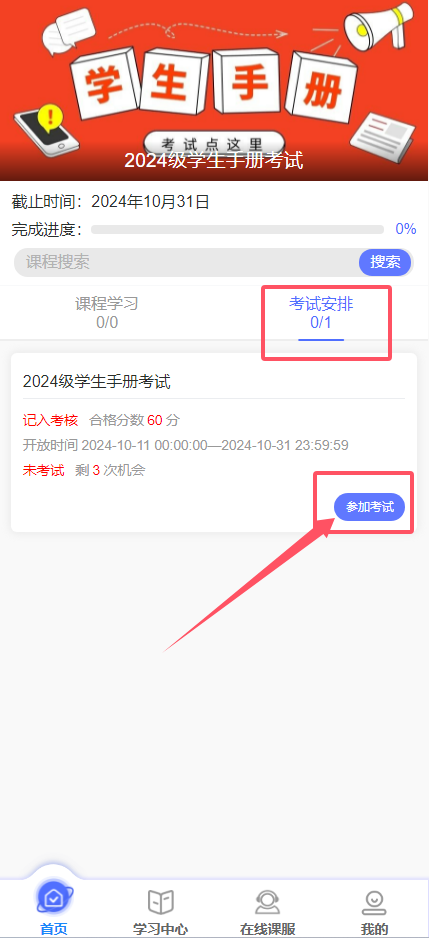 学生手册
!
考试点这里
2024级学生手册考试
截止时间：2024年10月31日
完成进度： 0%
课程搜索 搜索
课程学习 考试安排
0/0 0/1
2024级学生手册考试
记入考核 合格分数 60 分
开放时间 2024-10-11 00:00:00—2024-10-31 23:59:59
未考试 剩 3 次机会
参加考试
首页 学习中心 在线课服 我的